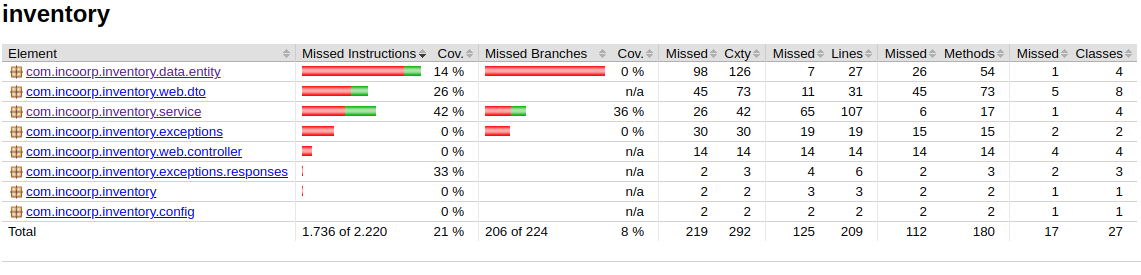 inventory
Element Missed Instructions Cov. Missed Branches Cov. Missed Cxty Missed Lines Missed Methods Missed Classes
com.incoorp.inventory.data.entity 14 % 0 % 98 126 7 27 26 54 1 4
com.incoorp.inventory.web.dto 26 % n/a 45 73 11 31 45 73 5 8
com.incoorp.inventory.service 42 % 36 % 26 42 65 107 6 17 1 4
com.incoorp.inventory.exceptions 0 % 0 % 30 30 19 19 15 15 2 2
com.incoorp.inventory.web.controller 0 % n/a 14 14 14 14 14 14 4 4
com.incoorp.inventory.exceptions.responses 33 % n/a 2 3 4 6 2 3 2 3
com.incoorp.inventory 0 % n/a 2 2 3 3 2 2 1 1
com.incoorp.inventory.config 0 % n/a 2 2 2 2 2 2 1 1
Total 1.736 of 2.220 21 % 206 of 224 8 % 219 292 125 209 112 180 17 27